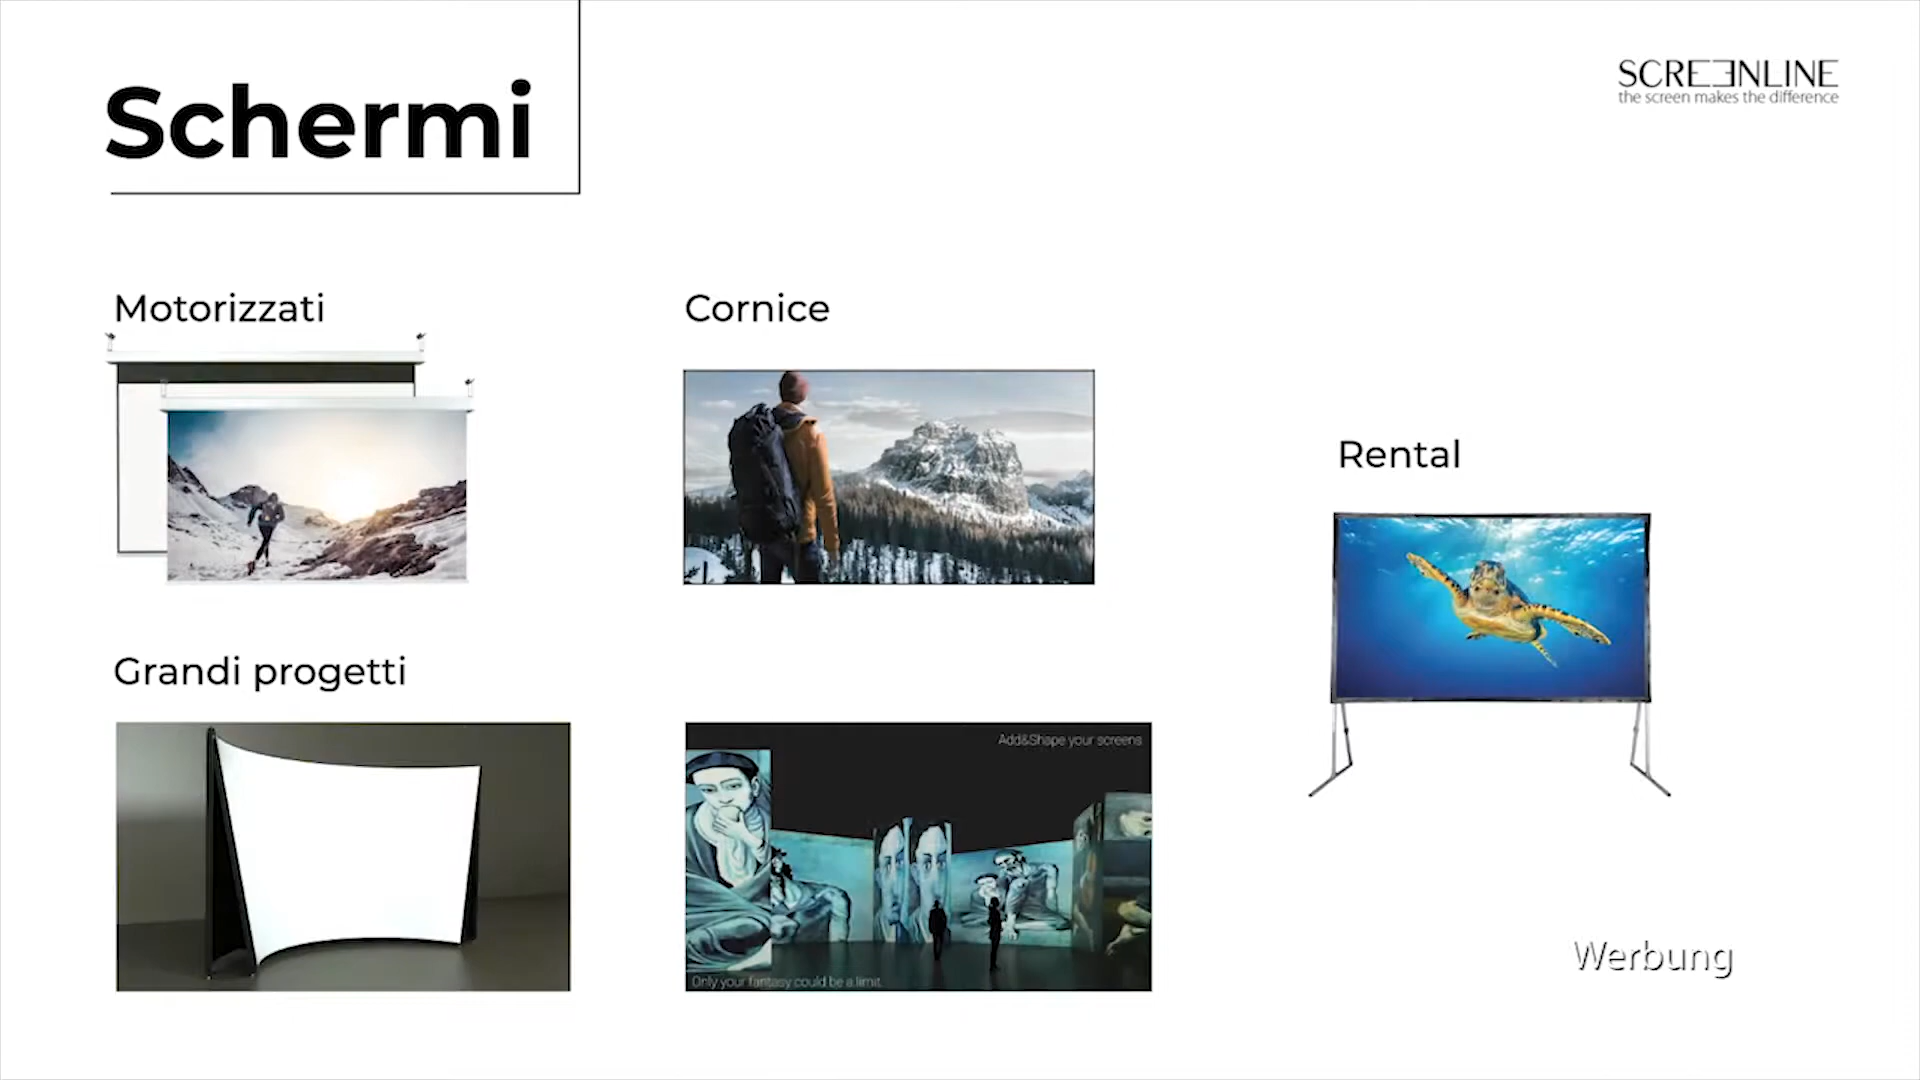 Schermi
SCREENLINE
the screen makes the difference
Motorizzati
Cornice
Rental
Grandi progetti
Add&Shape your screens
Only your fantasy could be a limit.
Werbung